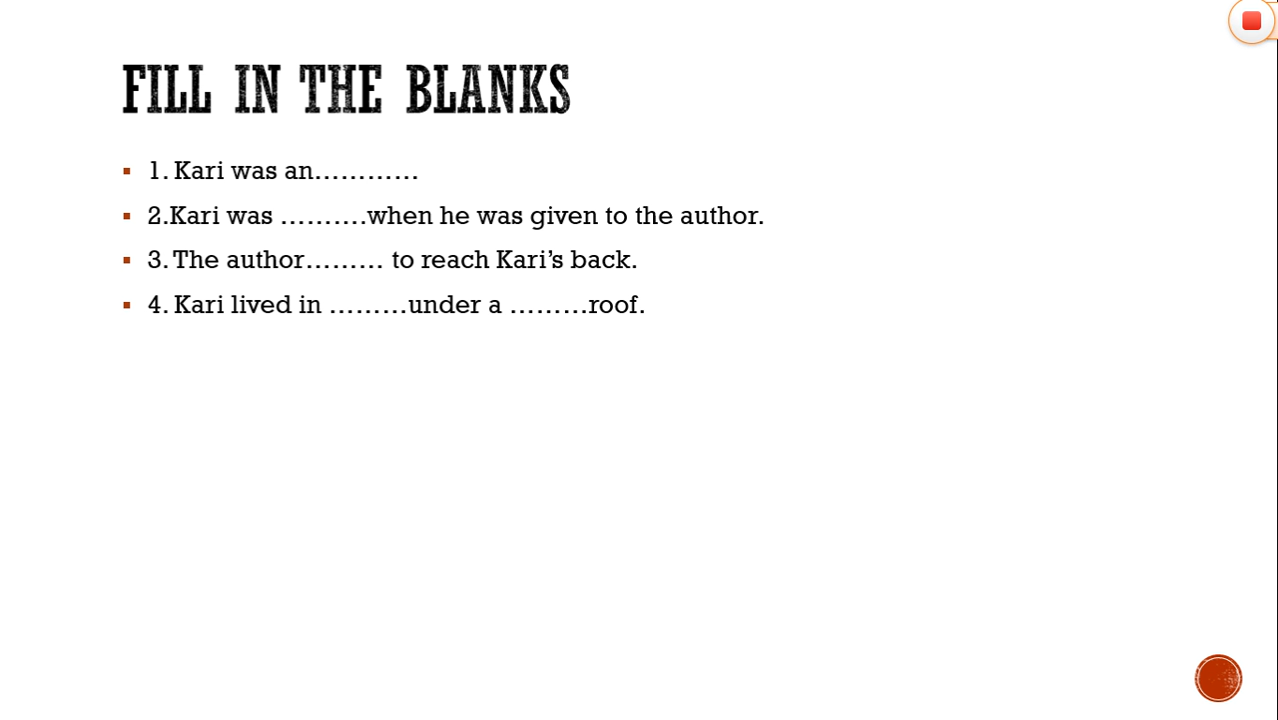 FILL IN THE BLANKS
1. Kari was an…………
2.Kari was ……….when he was given to the author.
3. The author……… to reach Kari’s back.
4. Kari lived in ………under a ………roof.